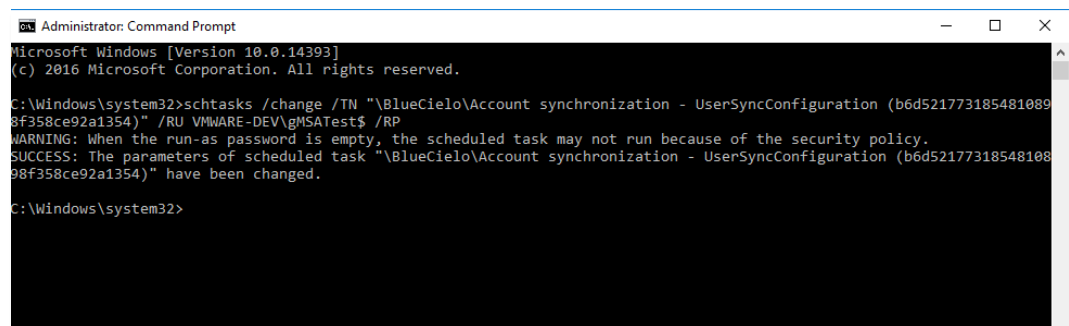 Administrator: Command Prompt
Microsoft Windows [Version 10.0.14393]
(c) 2016 Microsoft Corporation. All rights reserved.
C:\Windows\system32>schtasks /change /TN "\BlueCielo\Account synchronization - UserSyncConfiguration (b6d521773185481089
8f358ce92a1354)" /RU VMWARE-DEV\gMSATest$ /RP
WARNING: When the run-as password is empty, the scheduled task may not run because of the security policy.
SUCCESS: The parameters of scheduled task "\BlueCielo\Account synchronization - UserSyncConfiguration (b6d52177318548108
98f358ce92a1354)" have been changed.
C:\Windows\system32>